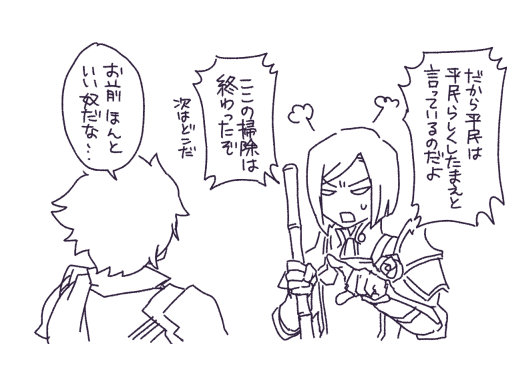 だから平民は
平民らしくしたまえと
言っているのだよ
ここの掃除は
終わったぞ
次はどこだ
お前ほんと
いい奴だな…